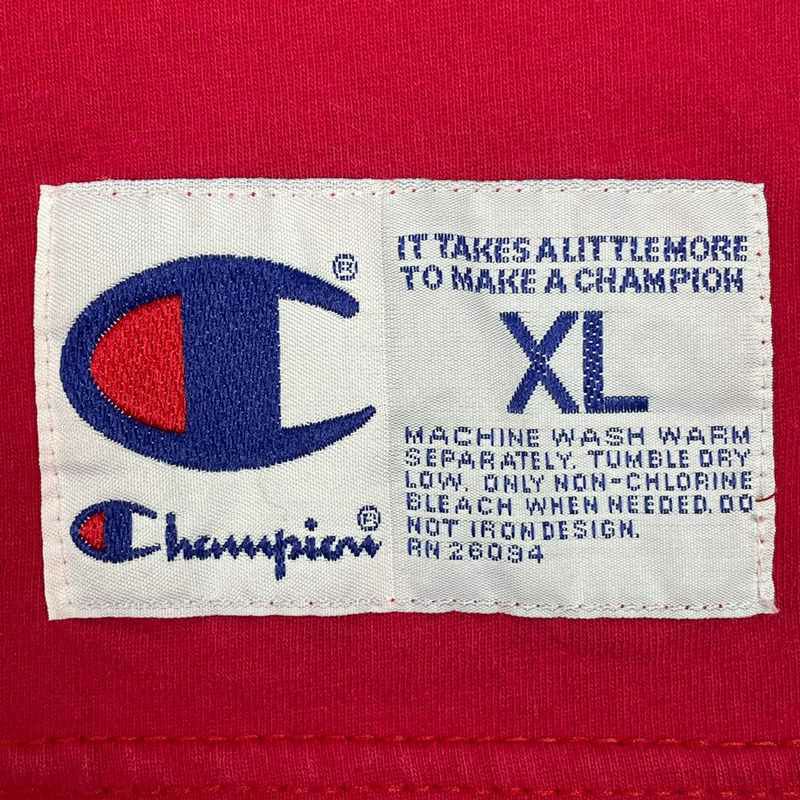 Champion®
IT TAKES A LITTLE MORE
TO MAKE A CHAMPION
XL
MACHINE WASH WARM
SEPARATELY. TUMBLE DRY
LOW. ONLY NON-CHLORINE
BLEACH WHEN NEEDED. DO
NOT IRON DESIGN.
RN 26094